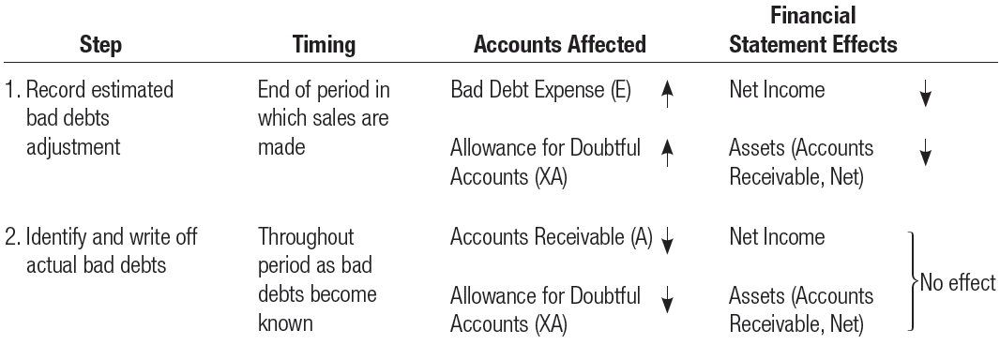 Financial
Step Timing Accounts Affected Statement Effects
1. Record estimated End of period in Bad Debt Expense (E) Net Income
bad debts which sales are
adjustment made Allowance for Doubtful Assets (Accounts
Accounts (XA) Receivable, Net)
2. Identify and write off Throughout Accounts Receivable (A) Net Income
actual bad debts period as bad
debts become Allowance for Doubtful Assets (Accounts No effect
known Accounts (XA) Receivable, Net)